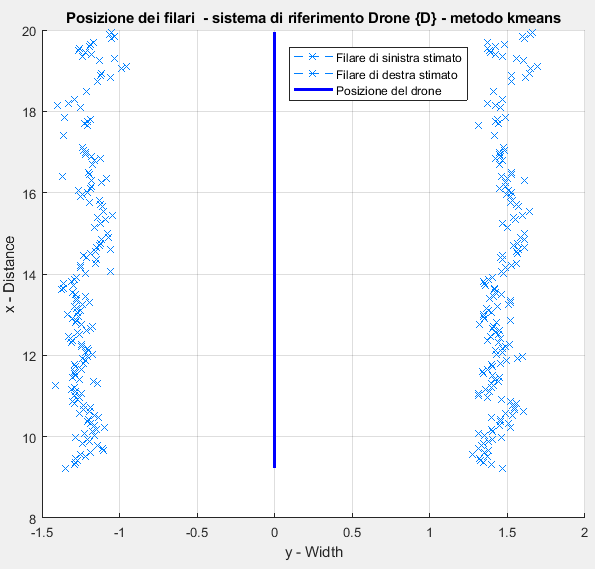 Posizione dei filari - sistema di riferimento Drone {D} - metodo kmeans
Filare di sinistra stimato
Filare di destra stimato
Posizione del drone
x - Distance
20
18
16
14
12
10
8
-1.5
-1
-0.5
0
0.5
1
1.5
2
y - Width